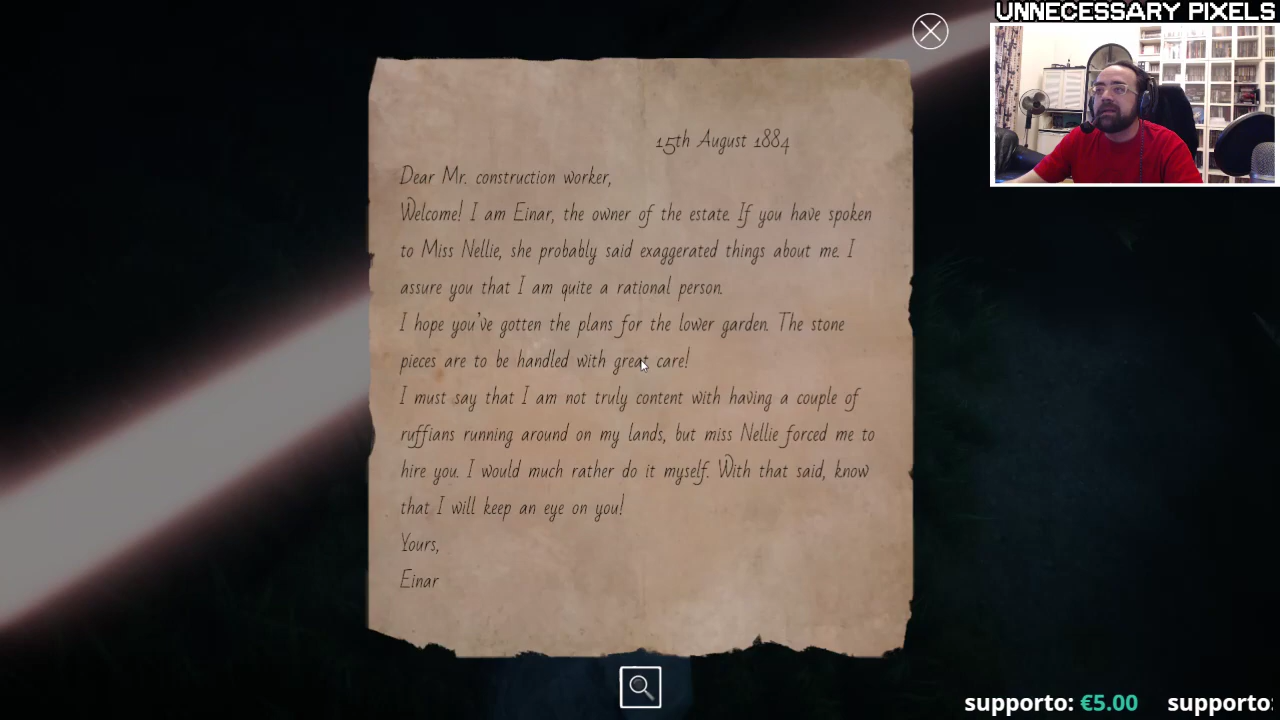 UNNECESSARY PIXELS
15th August 1884
Dear Mr. construction worker,
Welcome! I am Einar, the owner of the estate. If you have spoken
to Miss Nellie, she probably said exaggerated things about me. I
assure you that I am quite a rational person.
I hope you've gotten the plans for the lower garden. The stone
pieces are to be handled with great care!
I must say that I am not truly content with having a couple of
ruffians running around on my lands, but miss Nellie forced me to
hire you. I would much rather do it myself. With that said, know
that I will keep an eye on you!
Yours,
Einar
supporto: €5.00 supporto: